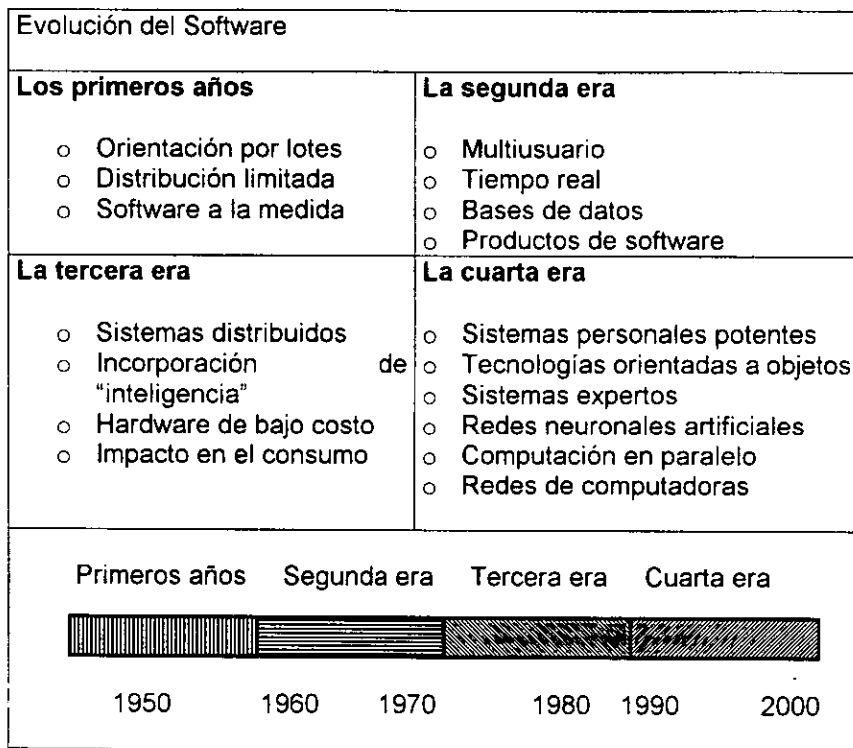 Evolución del Software
Los primeros años
o Orientación por lotes
o Distribución limitada
o Software a la medida
La segunda era
o Multiusuario
o Tiempo real
o Bases de datos
o Productos de software
La tercera era
o Sistemas distribuidos
o Incorporación de
"inteligencia"
o Hardware de bajo costo
o Impacto en el consumo
La cuarta era
o Sistemas personales potentes
o Tecnologías orientadas a objetos
o Sistemas expertos
o Redes neuronales artificiales
o Computación en paralelo
o Redes de computadoras
Primeros años Segunda era Tercera era Cuarta era
1950 1960 1970 1980 1990 2000